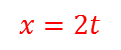 x = 2t